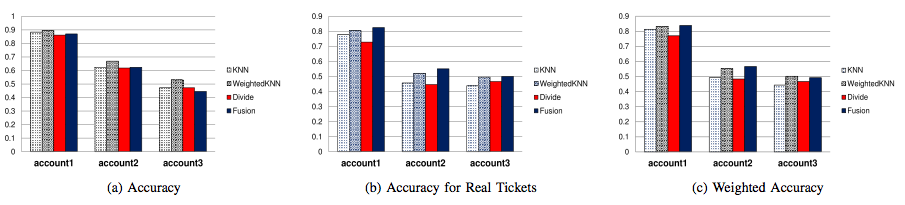 1
0.9
0.8
0.7
0.6
0.5
0.4
0.3
0.2
0.1
0
account1 account2 account3
KNN
WeightedKNN
Divide
Fusion
(a) Accuracy
0.9
0.8
0.7
0.6
0.5
0.4
0.3
0.2
0.1
0
account1 account2 account3
KNN
WeightedKNN
Divide
Fusion
(b) Accuracy for Real Tickets
0.9
0.8
0.7
0.6
0.5
0.4
0.3
0.2
0.1
0
account1 account2 account3
KNN
WeightedKNN
Divide
Fusion
(c) Weighted Accuracy